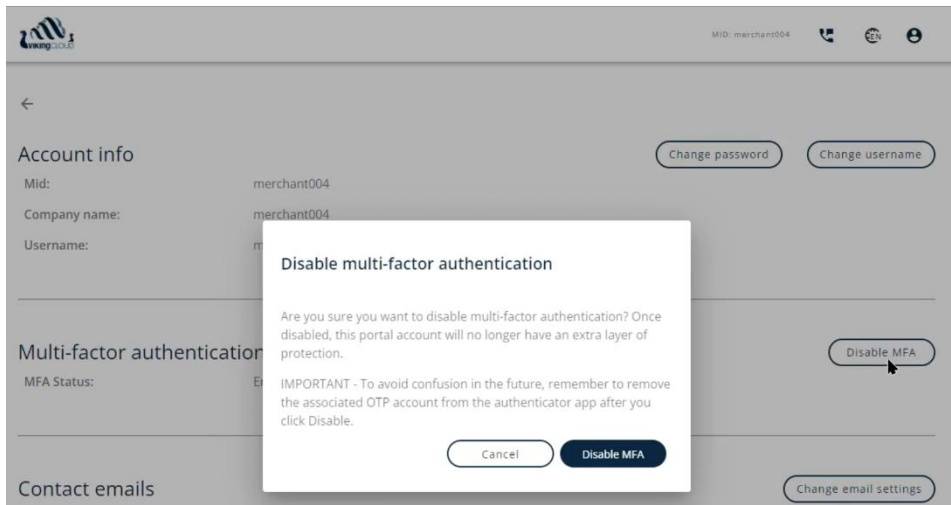 vikingCLOUD
MID: merchant004
EN
Account info
Change password
Change username
Mid: merchant004
Company name: merchant004
Username: m
Disable multi-factor authentication
Are you sure you want to disable multi-factor authentication? Once
disabled, this portal account will no longer have an extra layer of
protection.
IMPORTANT - To avoid confusion in the future, remember to remove
the associated OTP account from the authenticator app after you
click Disable.
Cancel
Disable MFA
Multi-factor authentication
Disable MFA
MFA Status:
Contact emails
Change email settings